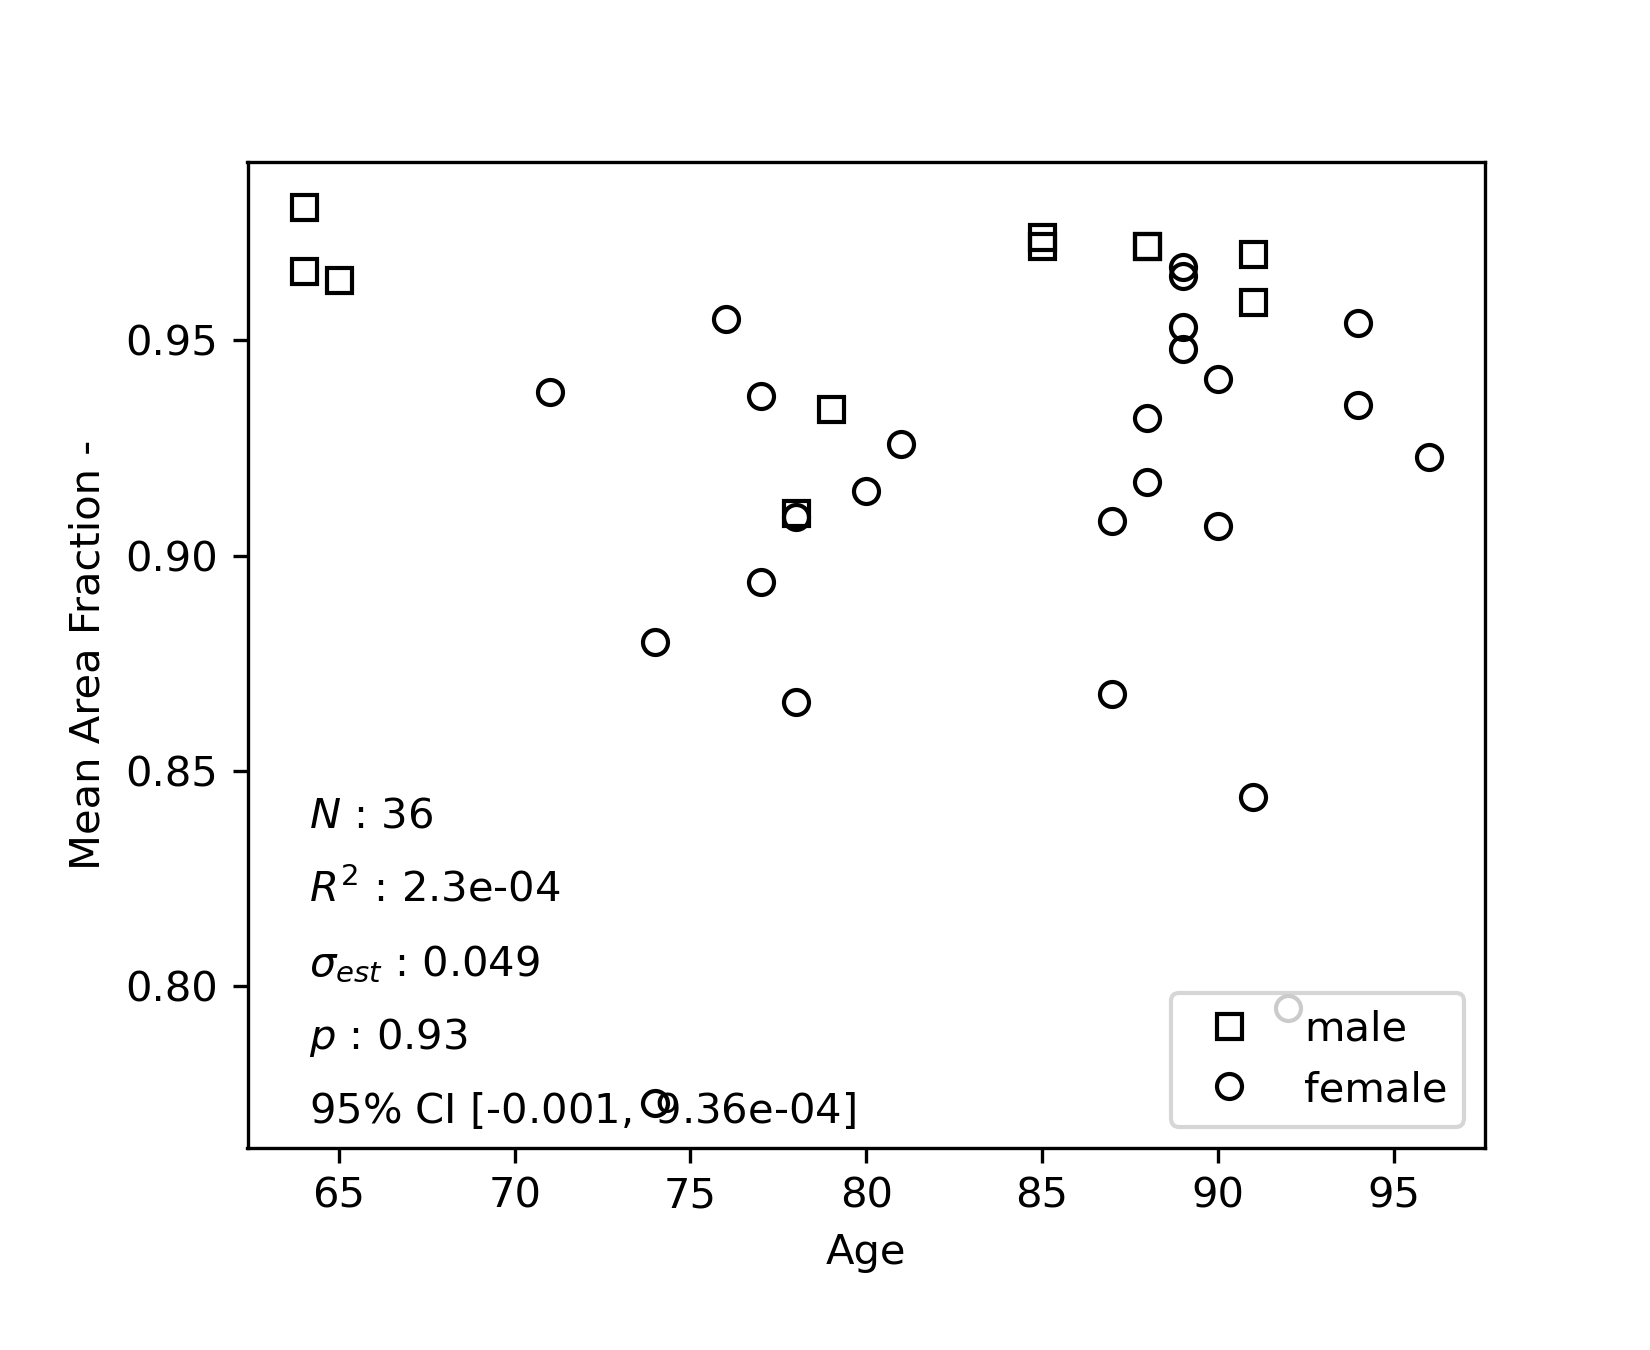 0.95
0.90
0.85
0.80
Mean Area Fraction -
N : 36
R² : 2.3e-04
σest : 0.049
p : 0.93
95% CI [-0.001, 9.36e-04]
male
female
65 70 75 80 85 90 95
Age